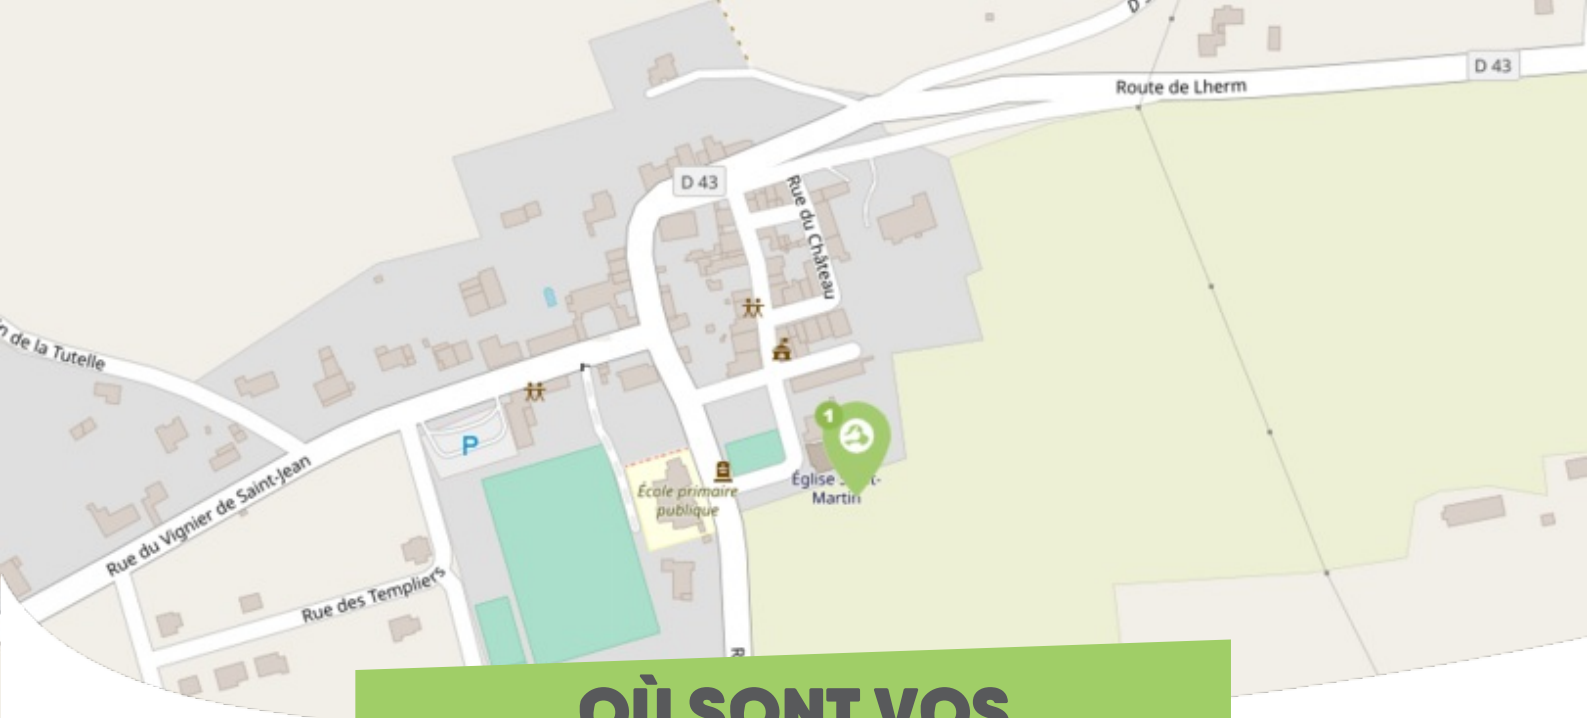 D
D 43
Route de Lherm
D 43
Rue du Château
n de la Tutelle
P
1
Église
Martin
École primaire
publique
Rue du Vignier de Saint-Jean
Rue des Templiers
R
OÙ SONT VOS